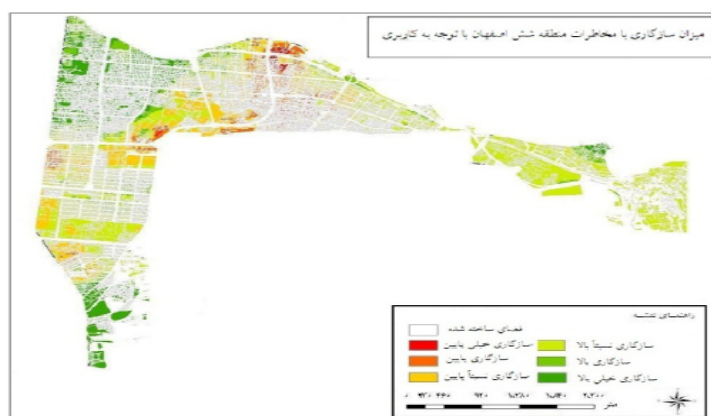 میزان سازگاری با مخاطرات منطقه شش اصفهان با توجه به کاربری
راهنمای نقشه
فضای ساخته شده
سازگاری خیلی پایین
سازگاری پایین
سازگاری نسبتاً پایین
سازگاری نسبتاً بالا
سازگاری بالا
سازگاری خیلی بالا
متر